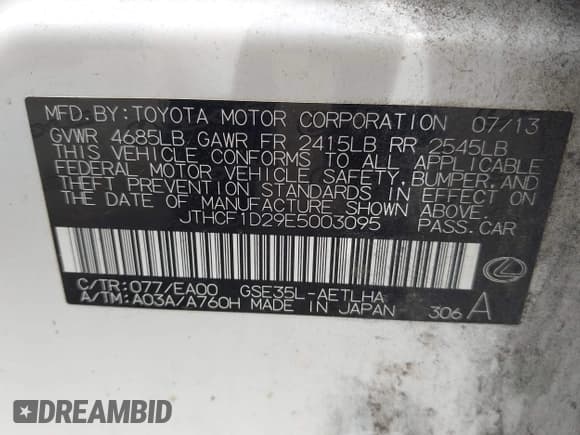 MFD.BY:TOYOTA MOTOR CORPORATION 07/13
GVWR 4685LB GAWR FR 2415LB RR 2545LB
THIS VEHICLE CONFORMS TO ALL APPLICABLE
FEDERAL MOTOR VEHICLE SAFETY,BUMPER,AND
THEFT PREVENTION STANDARDS IN EFFECT ON
THE DATE OF MANUFACTURE SHOWN ABOVE.
JTHCF1D29E5003095 PASS.CAR
C/TR:077/EA00 GSE35L-AETLHA
A/TM:A03A/A760H MADE IN JAPAN 306 A
DREAMBID